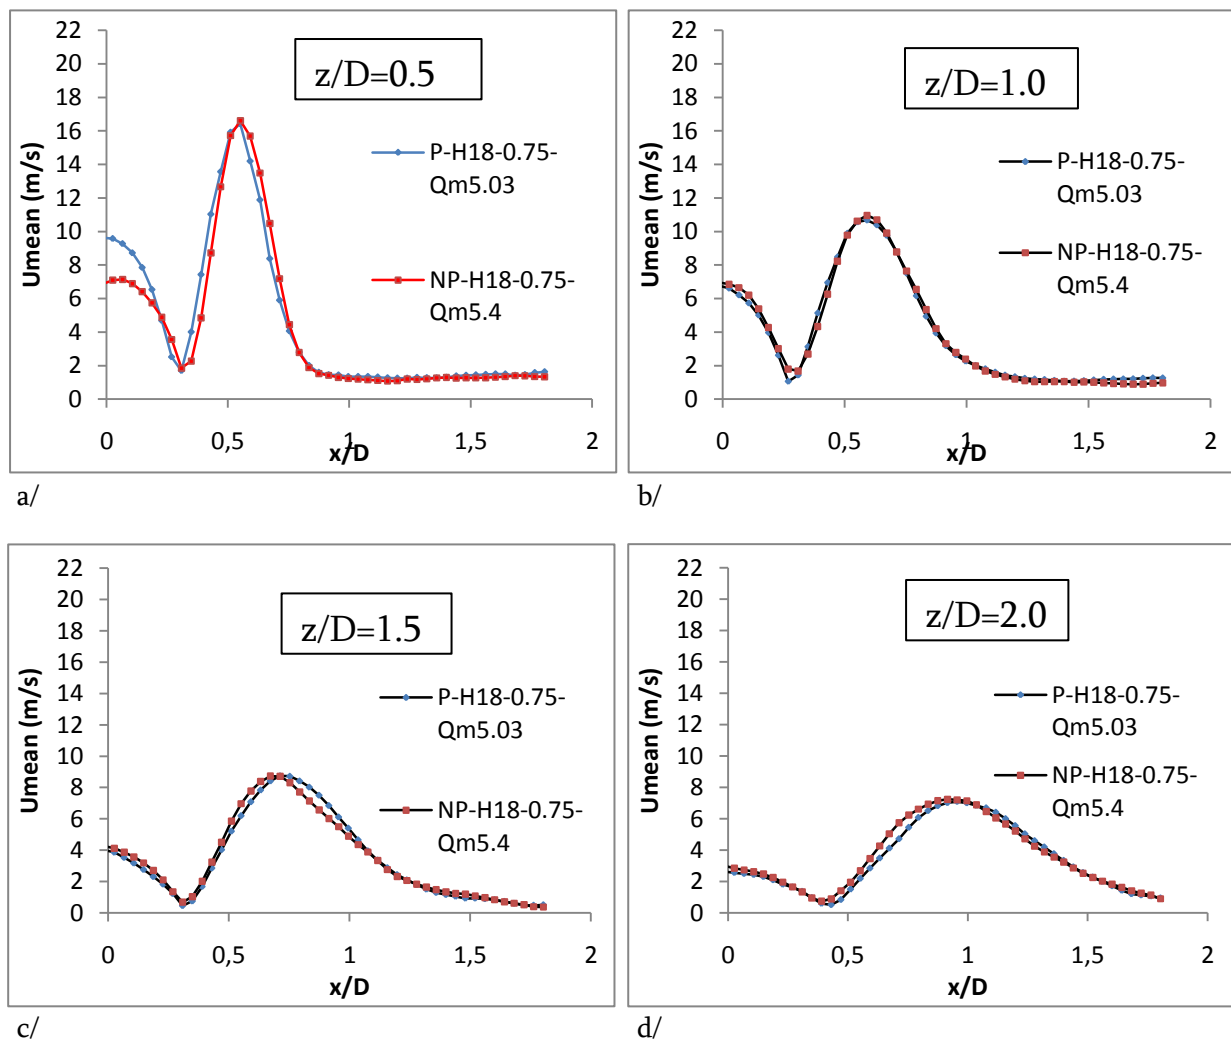 22
20
18
16
14
12
10
8
6
4
2
0
Umean (m/s)
z/D=0.5
P-H18-0.75-
Qm5.03
NP-H18-0.75-
Qm5.4
0 0,5 1 1,5 2
x/D
a/
22
20
18
16
14
12
10
8
6
4
2
0
Umean (m/s)
z/D=1.0
P-H18-0.75-
Qm5.03
NP-H18-0.75-
Qm5.4
0 0,5 1 1,5 2
x/D
b/
22
20
18
16
14
12
10
8
6
4
2
0
Umean (m/s)
z/D=1.5
P-H18-0.75-
Qm5.03
NP-H18-0.75-
Qm5.4
0 0,5 1 1,5 2
x/D
c/
22
20
18
16
14
12
10
8
6
4
2
0
Umean (m/s)
z/D=2.0
P-H18-0.75-
Qm5.03
NP-H18-0.75-
Qm5.4
0 0,5 1 1,5 2
x/D
d/